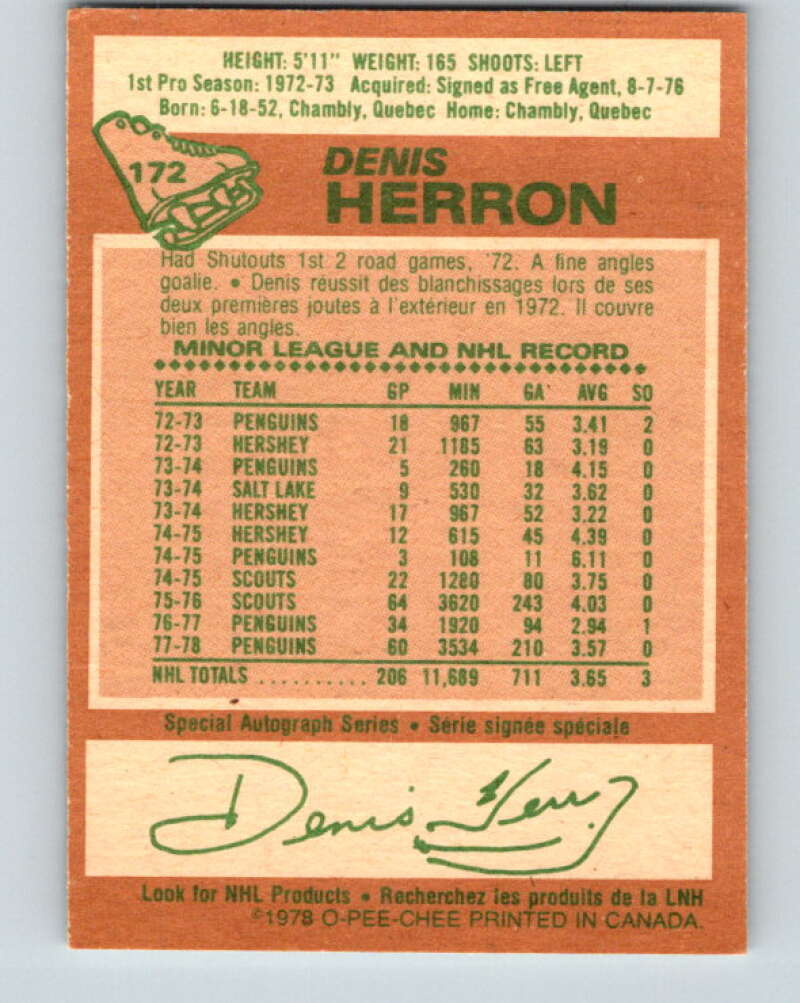 HEIGHT: 5'11" WEIGHT: 165 SHOOTS: LEFT
1st Pro Season: 1972-73 Acquired: Signed as Free Agent, 8-7-76
Born: 6-18-52, Chambly, Quebec Home: Chambly, Quebec
172
DENIS
HERRON
Had Shutouts 1st 2 road games, '72. A fine angles
goalie. • Denis réussit des blanchissages lors de ses
deux premières joutes à l'extérieur en 1972. Il couvre
bien les angles.
MINOR LEAGUE AND NHL RECORD
YEAR TEAM GP MIN GA AVG SO
72-73 PENGUINS 18 967 55 3.41 2
72-73 HERSHEY 21 1185 63 3.19 0
73-74 PENGUINS 5 260 18 4.15 0
73-74 SALT LAKE 9 530 32 3.62 0
73-74 HERSHEY 17 967 52 3.22 0
74-75 HERSHEY 12 615 45 4.39 0
74-75 PENGUINS 3 108 11 6.11 0
74-75 SCOUTS 22 1280 80 3.75 0
75-76 SCOUTS 64 3620 243 4.03 0
76-77 PENGUINS 34 1920 94 2.94 1
77-78 PENGUINS 60 3534 210 3.57 0
NHL TOTALS .......... 206 11,689 711 3.65 3
Special Autograph Series • Série signée spéciale
Denis Herron
Look for NHL Products • Recherchez les produits de la LNH
©1978 O-PEE-CHEE PRINTED IN CANADA.